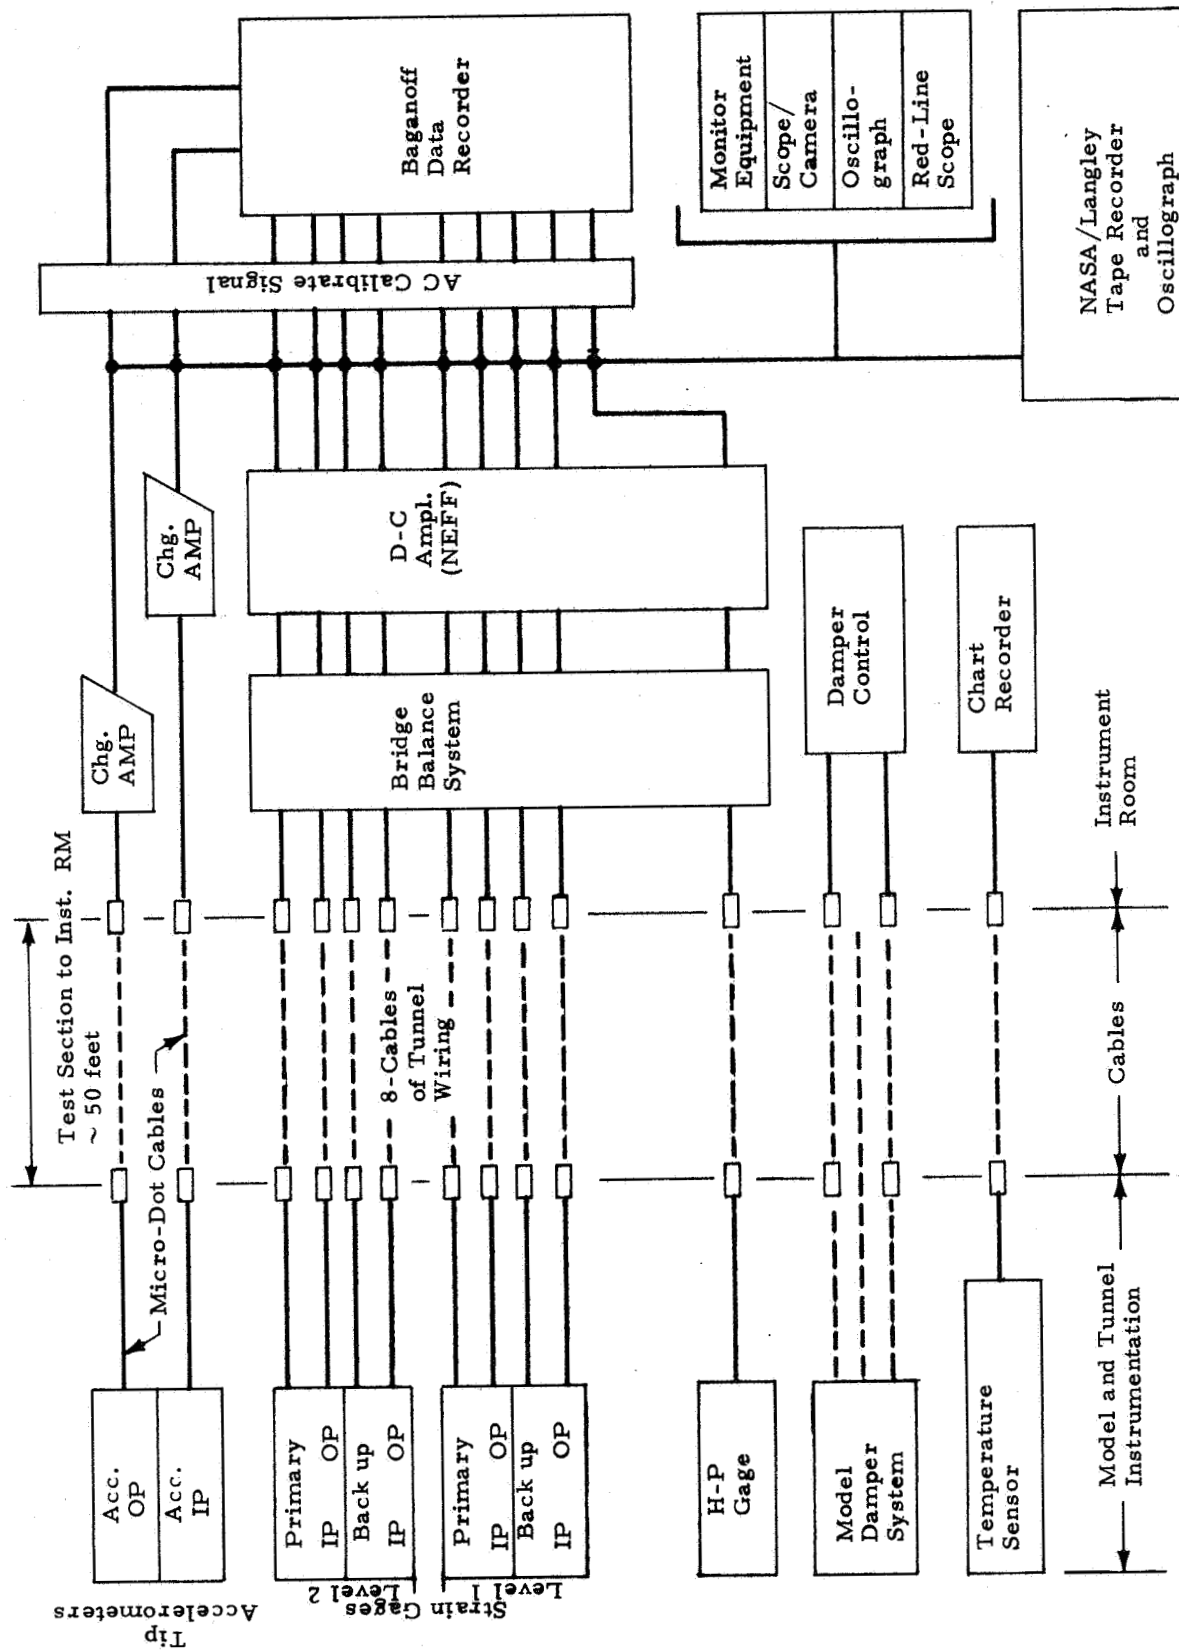 Tip
Accelerometers
Acc.
OP
Acc.
IP
Strain Gages
Level 2
Level 1
Primary
IP OP
Back up
IP OP
Primary
IP OP
Back up
IP OP
H-P
Gage
Model
Damper
System
Temperature
Sensor
Model and Tunnel
Instrumentation
Test Section to Inst. RM
~ 50 feet
Micro-Dot Cables
8-Cables
of Tunnel
Wiring
Cables
Chg.
AMP
Chg.
AMP
Bridge
Balance
System
D-C
Ampl.
(NEFF)
Damper
Control
Chart
Recorder
Instrument
Room
AC Calibrate Signal
Baganoff
Data
Recorder
Monitor
Equipment
Scope/
Camera
Oscillo-
graph
Red-Line
Scope
NASA/Langley
Tape Recorder
and
Oscillograph